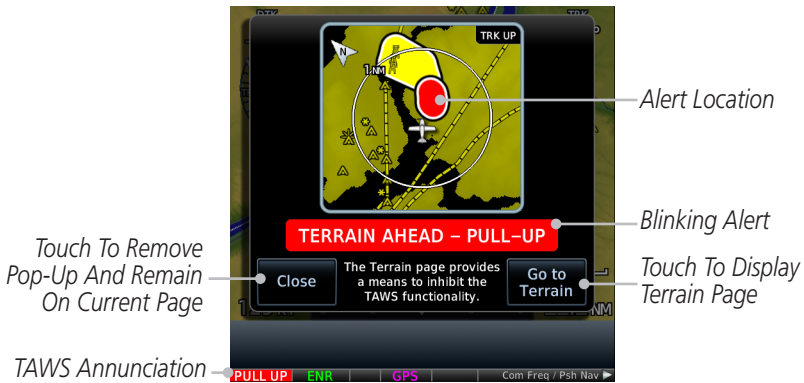 TRK UP
N
1NM
Alert Location
TERRAIN AHEAD – PULL–UP
Blinking Alert
Touch To Remove
Pop-Up And Remain
On Current Page
Close
The Terrain page provides
a means to inhibit the
TAWS functionality.
Go to
Terrain
Touch To Display
Terrain Page
NM
TAWS Annunciation
PULL UP ENR GPS Com Freq / Psh Nav